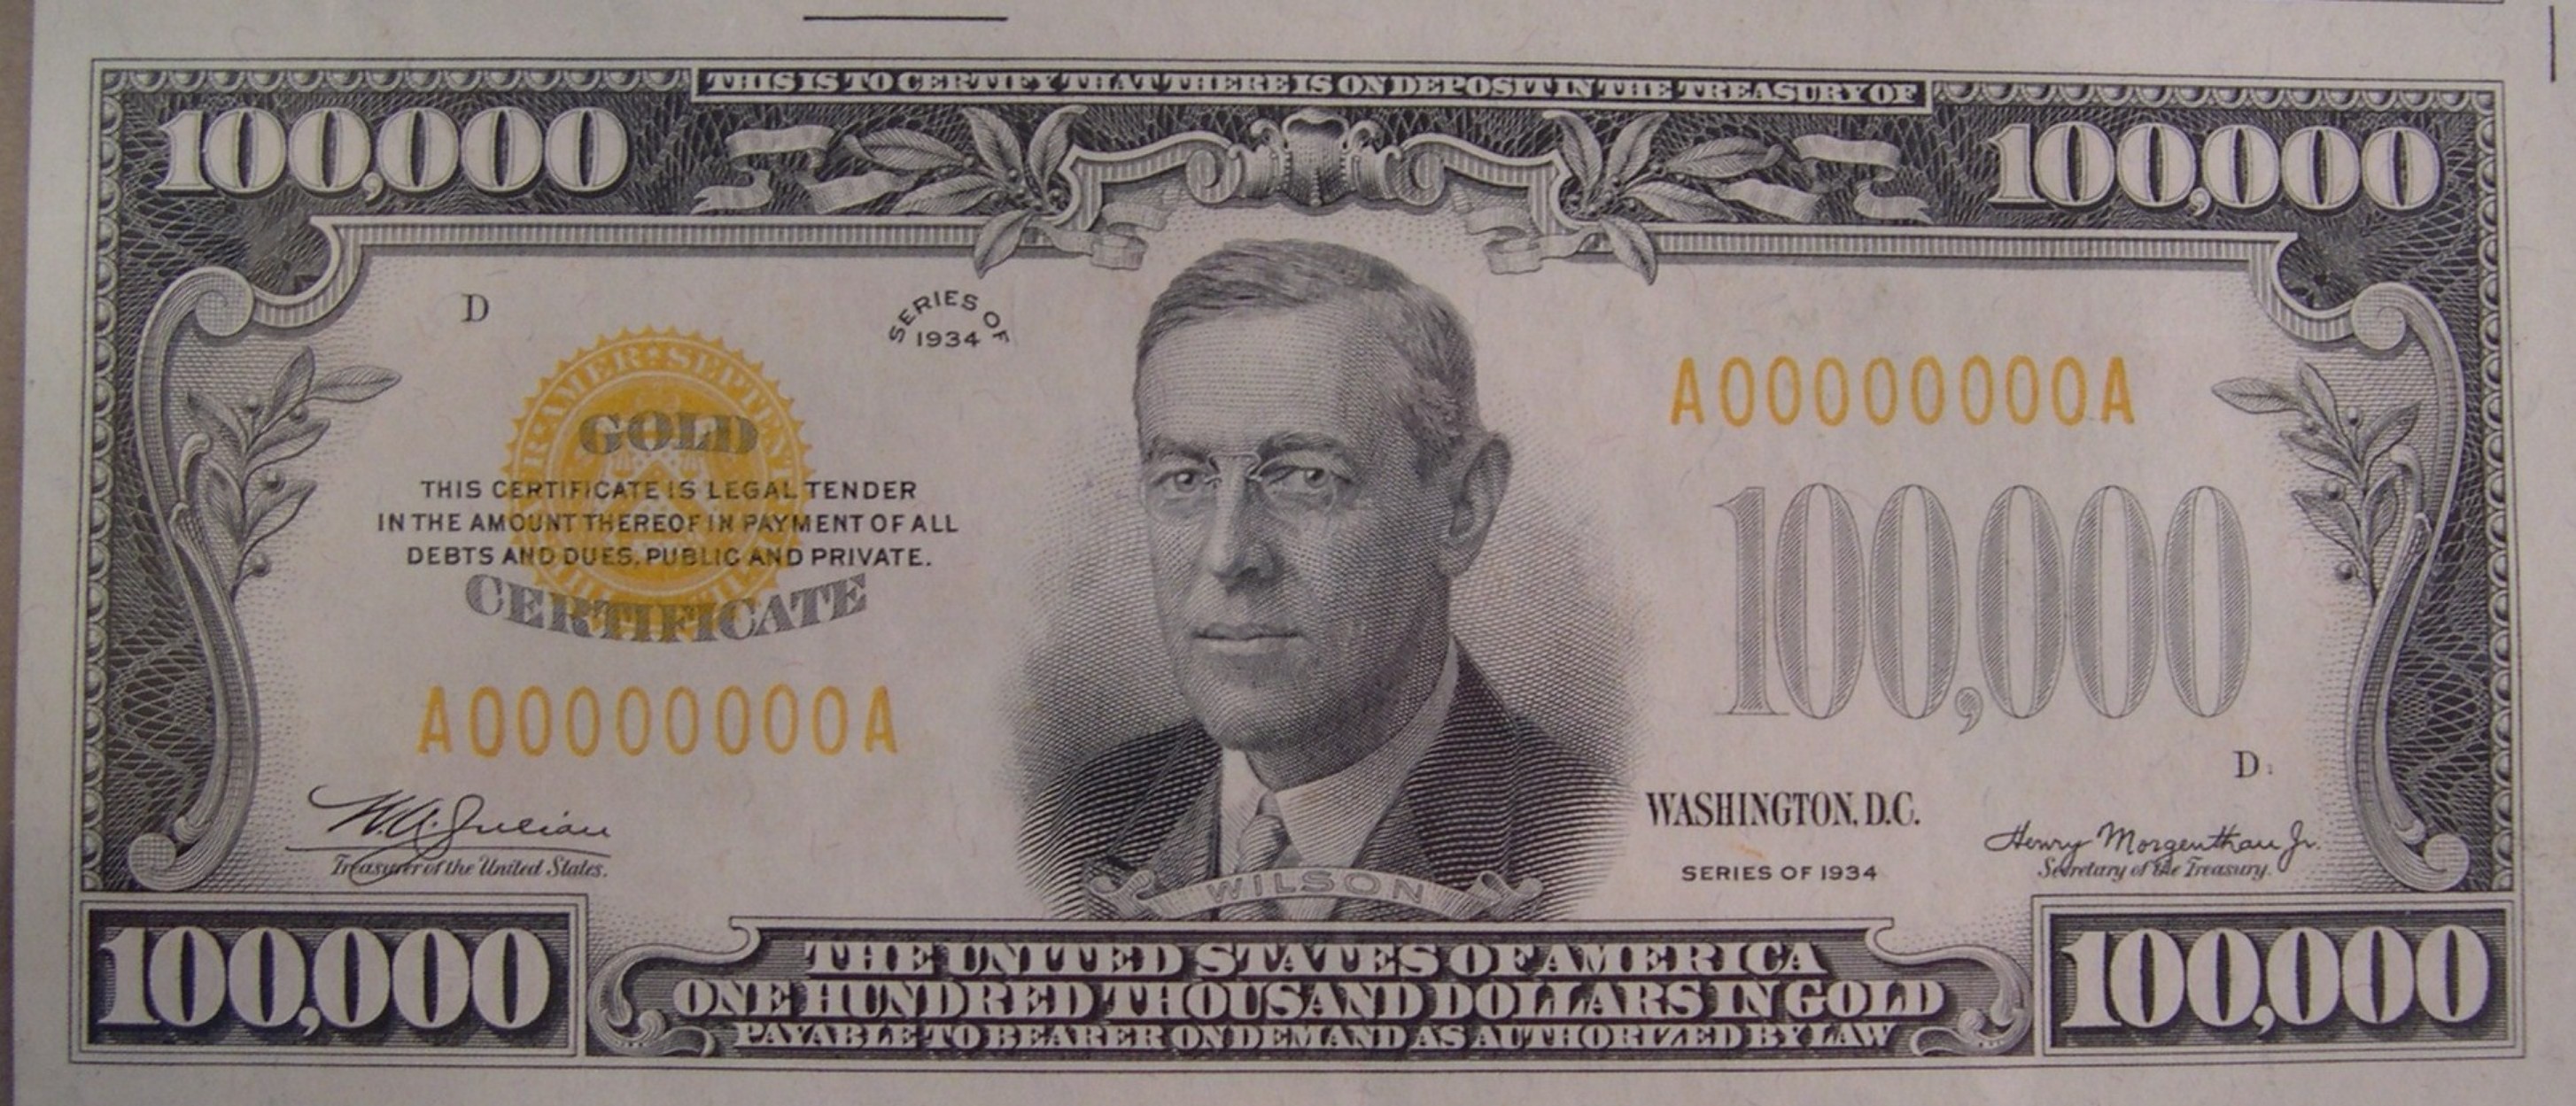 THIS IS TO CERTIFY THAT THERE IS ON DEPOSIT IN THE TREASURY OF
100,000
100,000
D
SERIES OF
1934
AMER SEPTENT
GOLD
THIS CERTIFICATE IS LEGAL TENDER
IN THE AMOUNT THEREOF IN PAYMENT OF ALL
DEBTS AND DUES, PUBLIC AND PRIVATE.
CERTIFICATE
A00000000A
A00000000A
100,000
D
W. A. Julian
Treasurer of the United States.
WASHINGTON, D.C.
SERIES OF 1934
Henry Morgenthau Jr.
Secretary of the Treasury.
WILSON
100,000
100,000
THE UNITED STATES OF AMERICA
ONE HUNDRED THOUSAND DOLLARS IN GOLD
PAYABLE TO BEARER ON DEMAND AS AUTHORIZED BY LAW